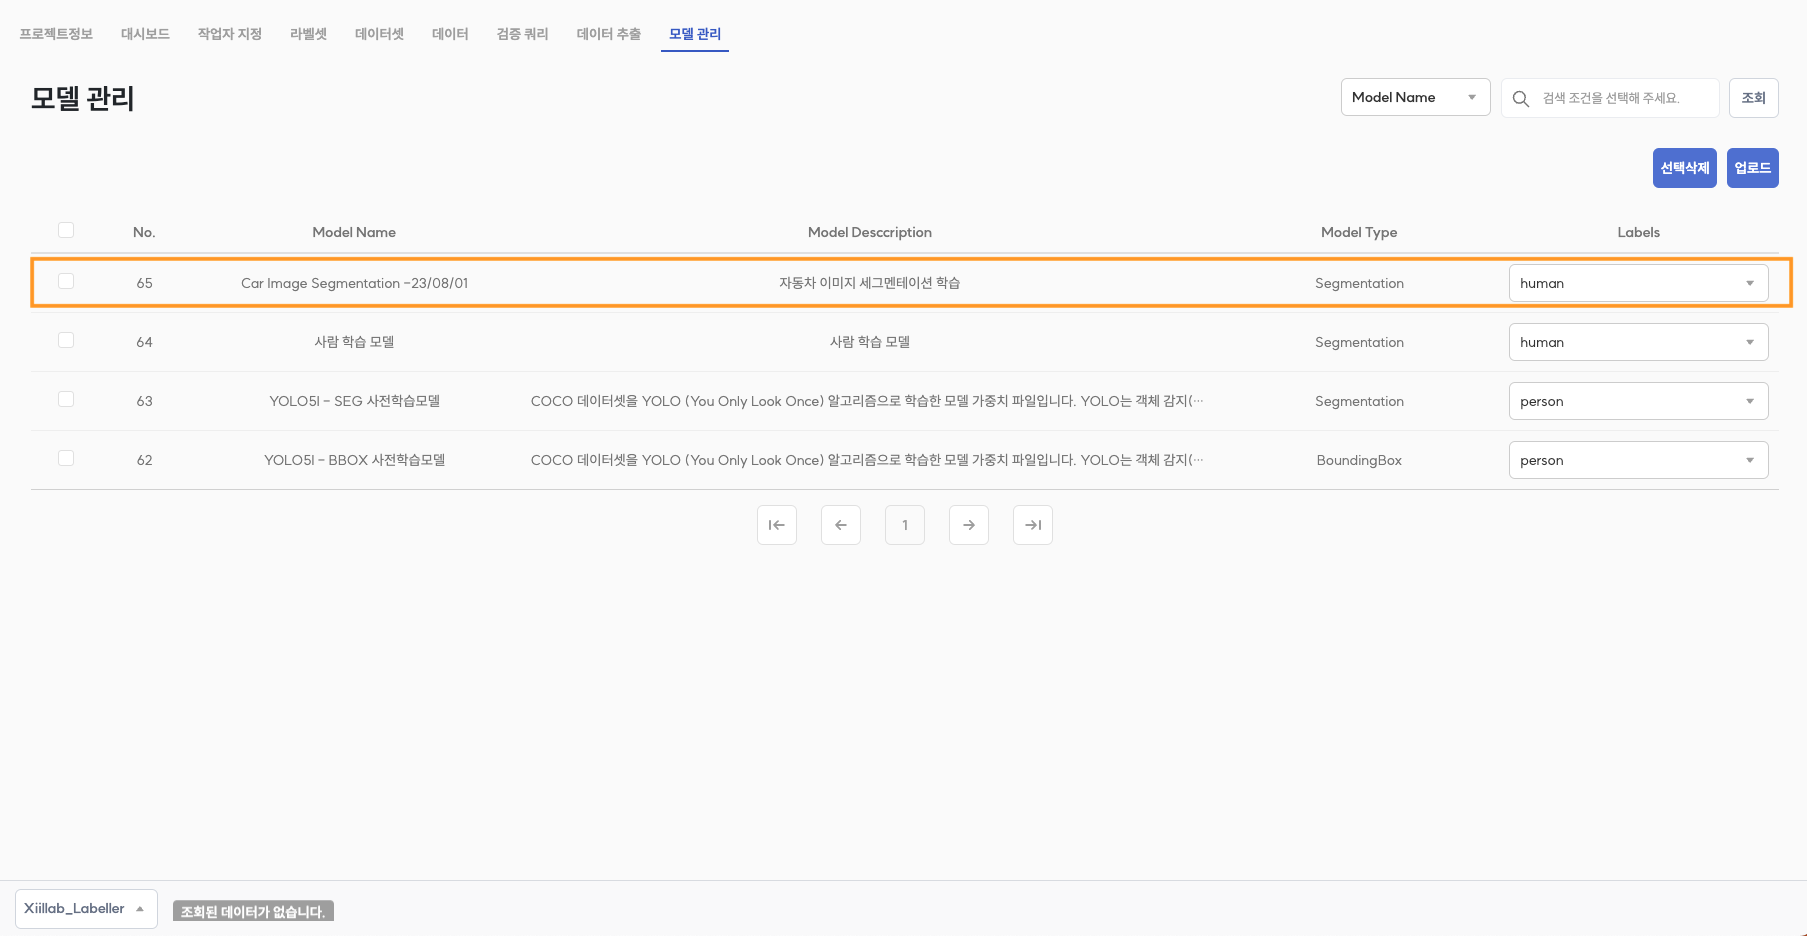 프로젝트정보 대시보드 작업자 지정 라벨셋 데이터셋 데이터 검증 쿼리 데이터 추출 모델 관리
모델 관리
Model Name 검색 조건을 선택해 주세요. 조회
선택삭제 업로드
No. Model Name Model Desccription Model Type Labels
65 Car Image Segmentation -23/08/01 자동차 이미지 세그멘테이션 학습 Segmentation human
64 사람 학습 모델 사람 학습 모델 Segmentation human
63 YOLO5l - SEG 사전학습모델 COCO 데이터셋을 YOLO (You Only Look Once) 알고리즘으로 학습한 모델 가중치 파일입니다. YOLO는 객체 감지(… Segmentation person
62 YOLO5l - BBOX 사전학습모델 COCO 데이터셋을 YOLO (You Only Look Once) 알고리즘으로 학습한 모델 가중치 파일입니다. YOLO는 객체 감지(… BoundingBox person
1
Xiillab_Labeller 조회된 데이터가 없습니다.